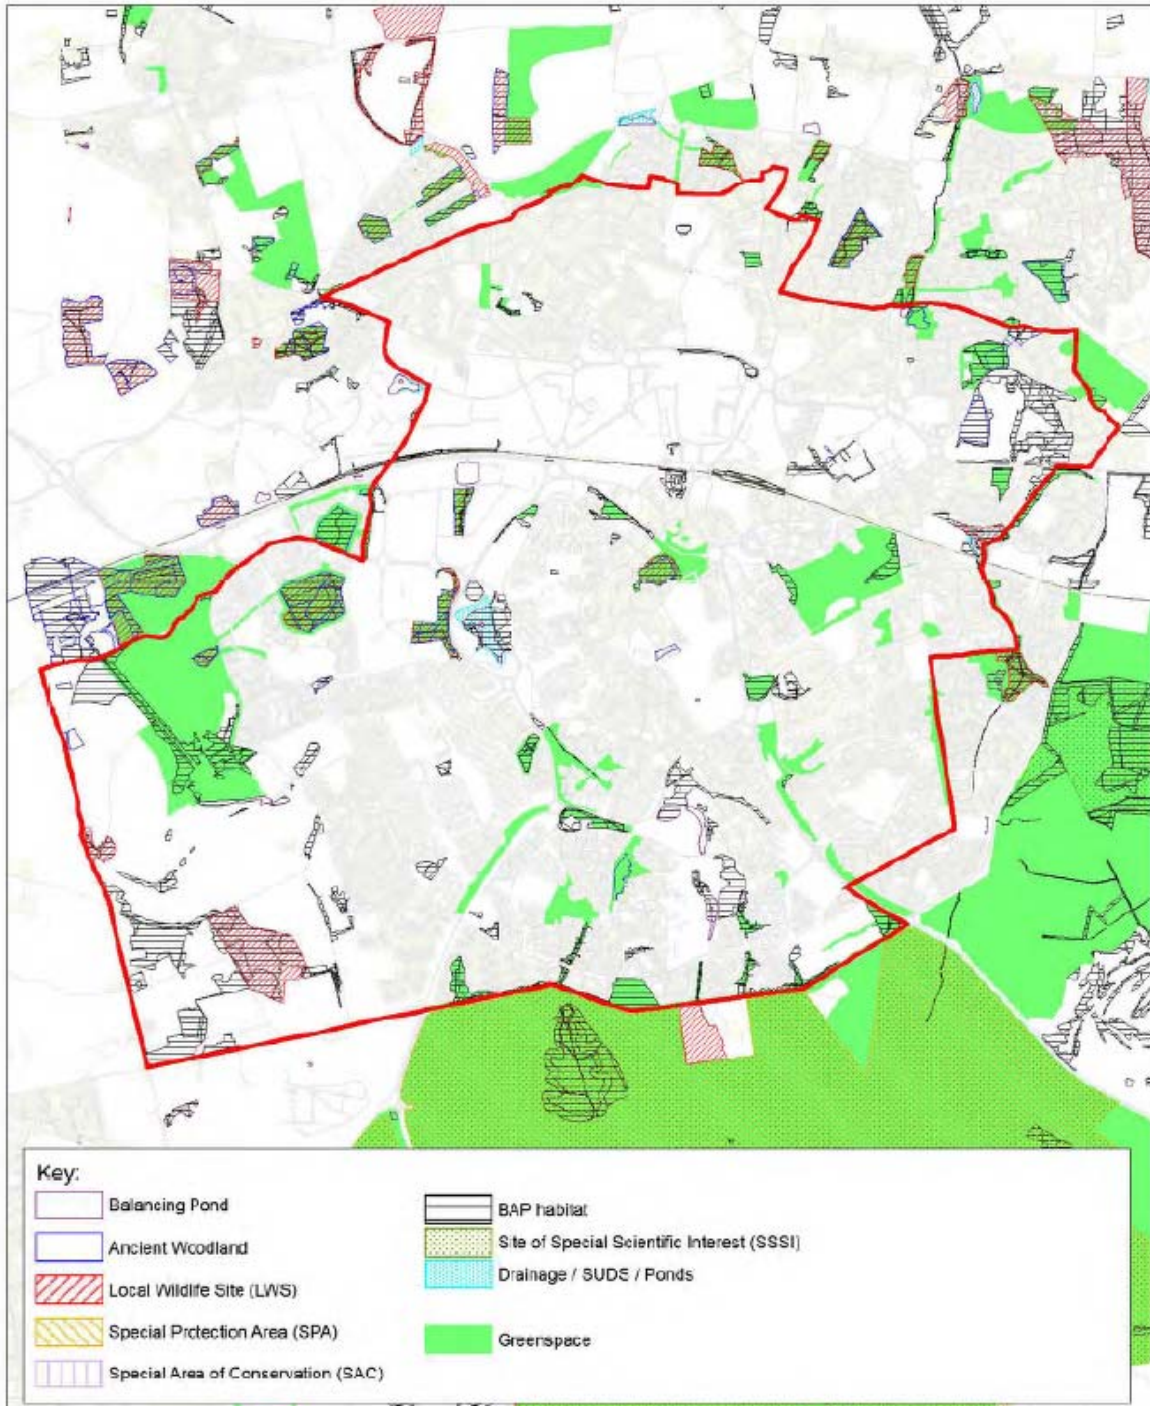 Key:
Balancing Pond
Ancient Woodland
Local Wildlife Site (LWS)
Special Protection Area (SPA)
Special Area of Conservation (SAC)
BAP habitat
Site of Special Scientific Interest (SSSI)
Drainage / SUDS / Ponds
Greenspace